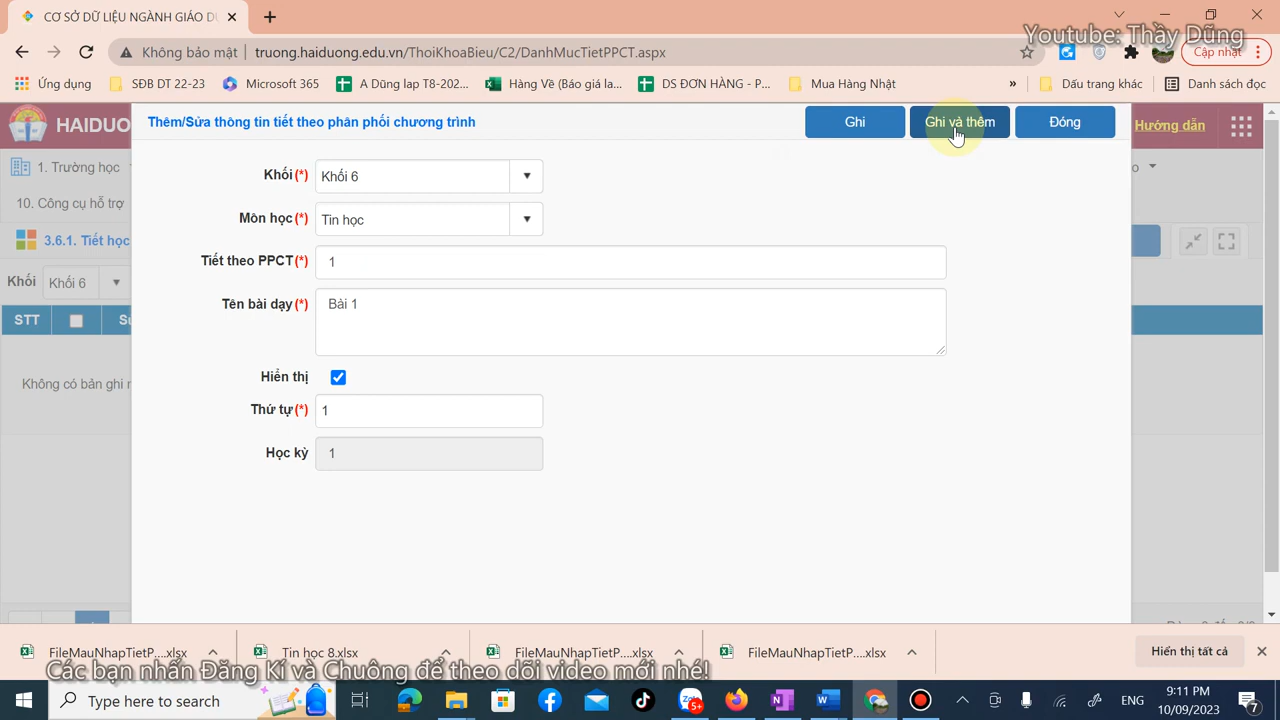 CƠ SỞ DỮ LIỆU NGÀNH GIÁO DỤ
Youtube: Thầy Dũng
Không bảo mật
truong.haiduong.edu.vn/ThoiKhoaBieu/C2/DanhMucTietPPCT.aspx
Cập nhật
Ứng dụng
SĐB DT 22-23
Microsoft 365
A Dũng lap T8-202...
Hàng Vẽ (Báo giá la...
DS ĐƠN HÀNG - P...
Mua Hàng Nhật
»
Dấu trang khác
Danh sách đọc
HAIDUO
Thêm/Sửa thông tin tiết theo phân phối chương trình
Ghi
Ghi và thêm
Đóng
Hướng dẫn
1. Trường học
10. Công cụ hỗ trợ
3.6.1. Tiết học
Khối
Khối 6
STT
Sử
Không có bản ghi n
Khối(*)
Khối 6
Môn học(*)
Tin học
Tiết theo PPCT(*)
1
Tên bài dạy(*)
Bài 1
Hiển thị
Thứ tự(*)
1
Học kỳ
1
FileMauNhapTietP....xlsx
Tin học 8.xlsx
FileMauNhapTietP....xlsx
FileMauNhapTietP....xlsx
Hiển thị tất cả
Các bạn nhấn Đăng Kí và Chuông để theo dõi video mới nhé!
Type here to search
Zalo
5+
ENG
9:11 PM
10/09/2023
7